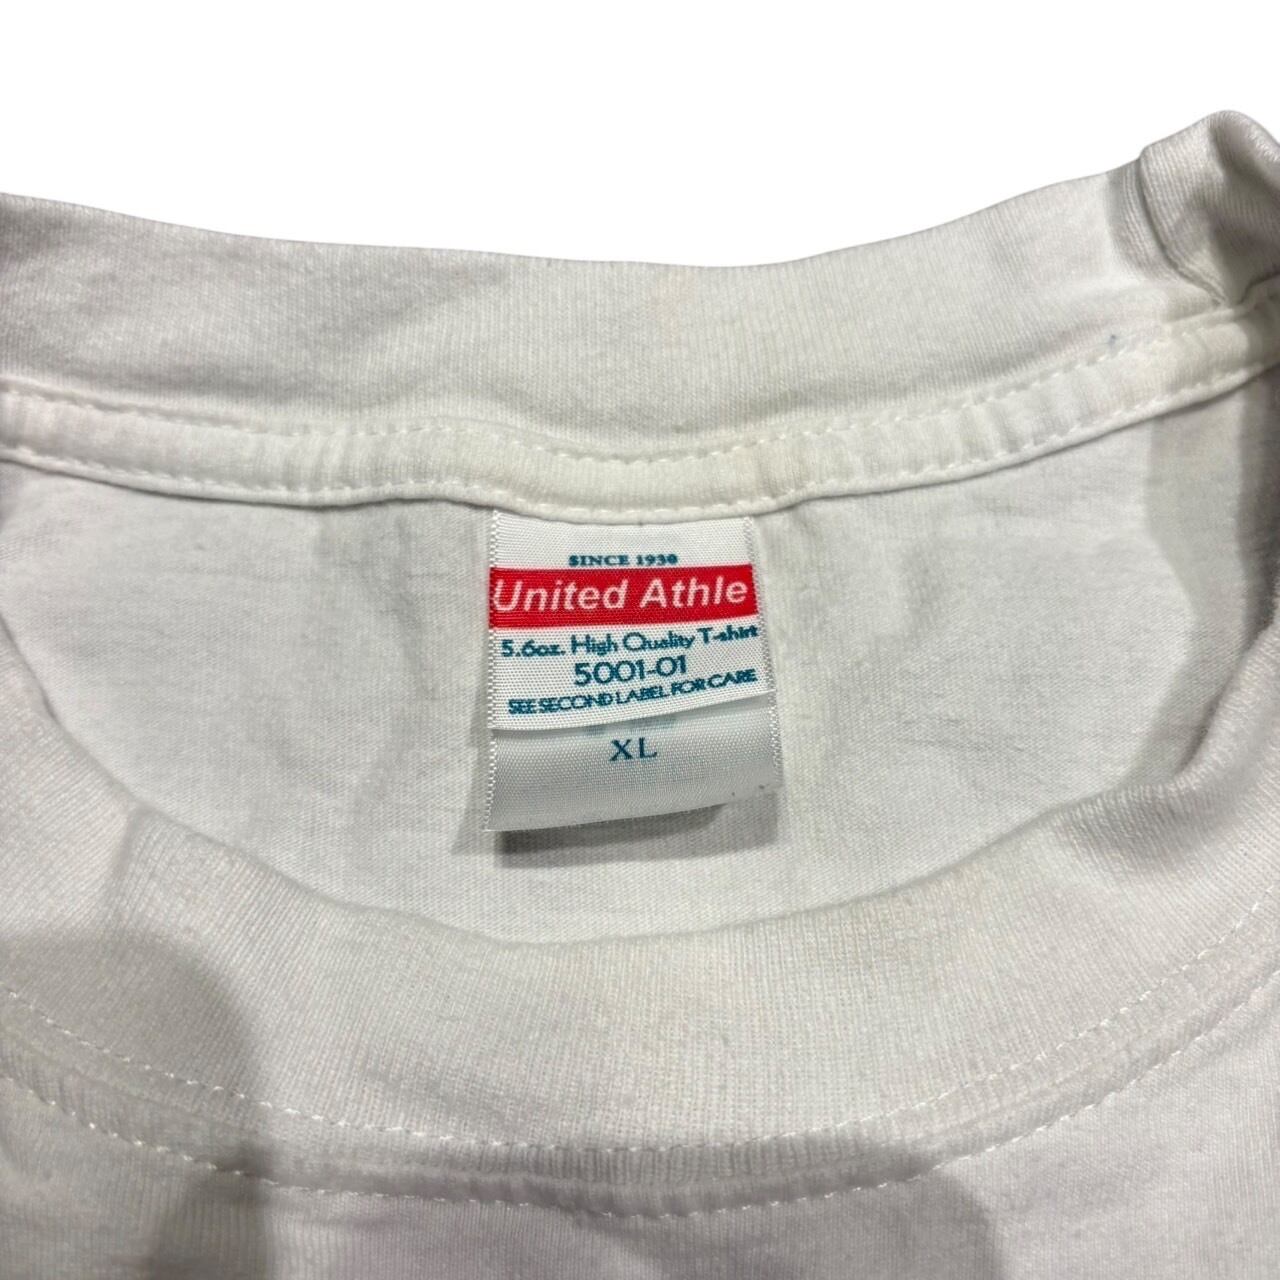 SINCE 1930
United Athle
5.6oz. High Quality T-shirt
5001-01
SEE SECOND LABEL FOR CARE
XL